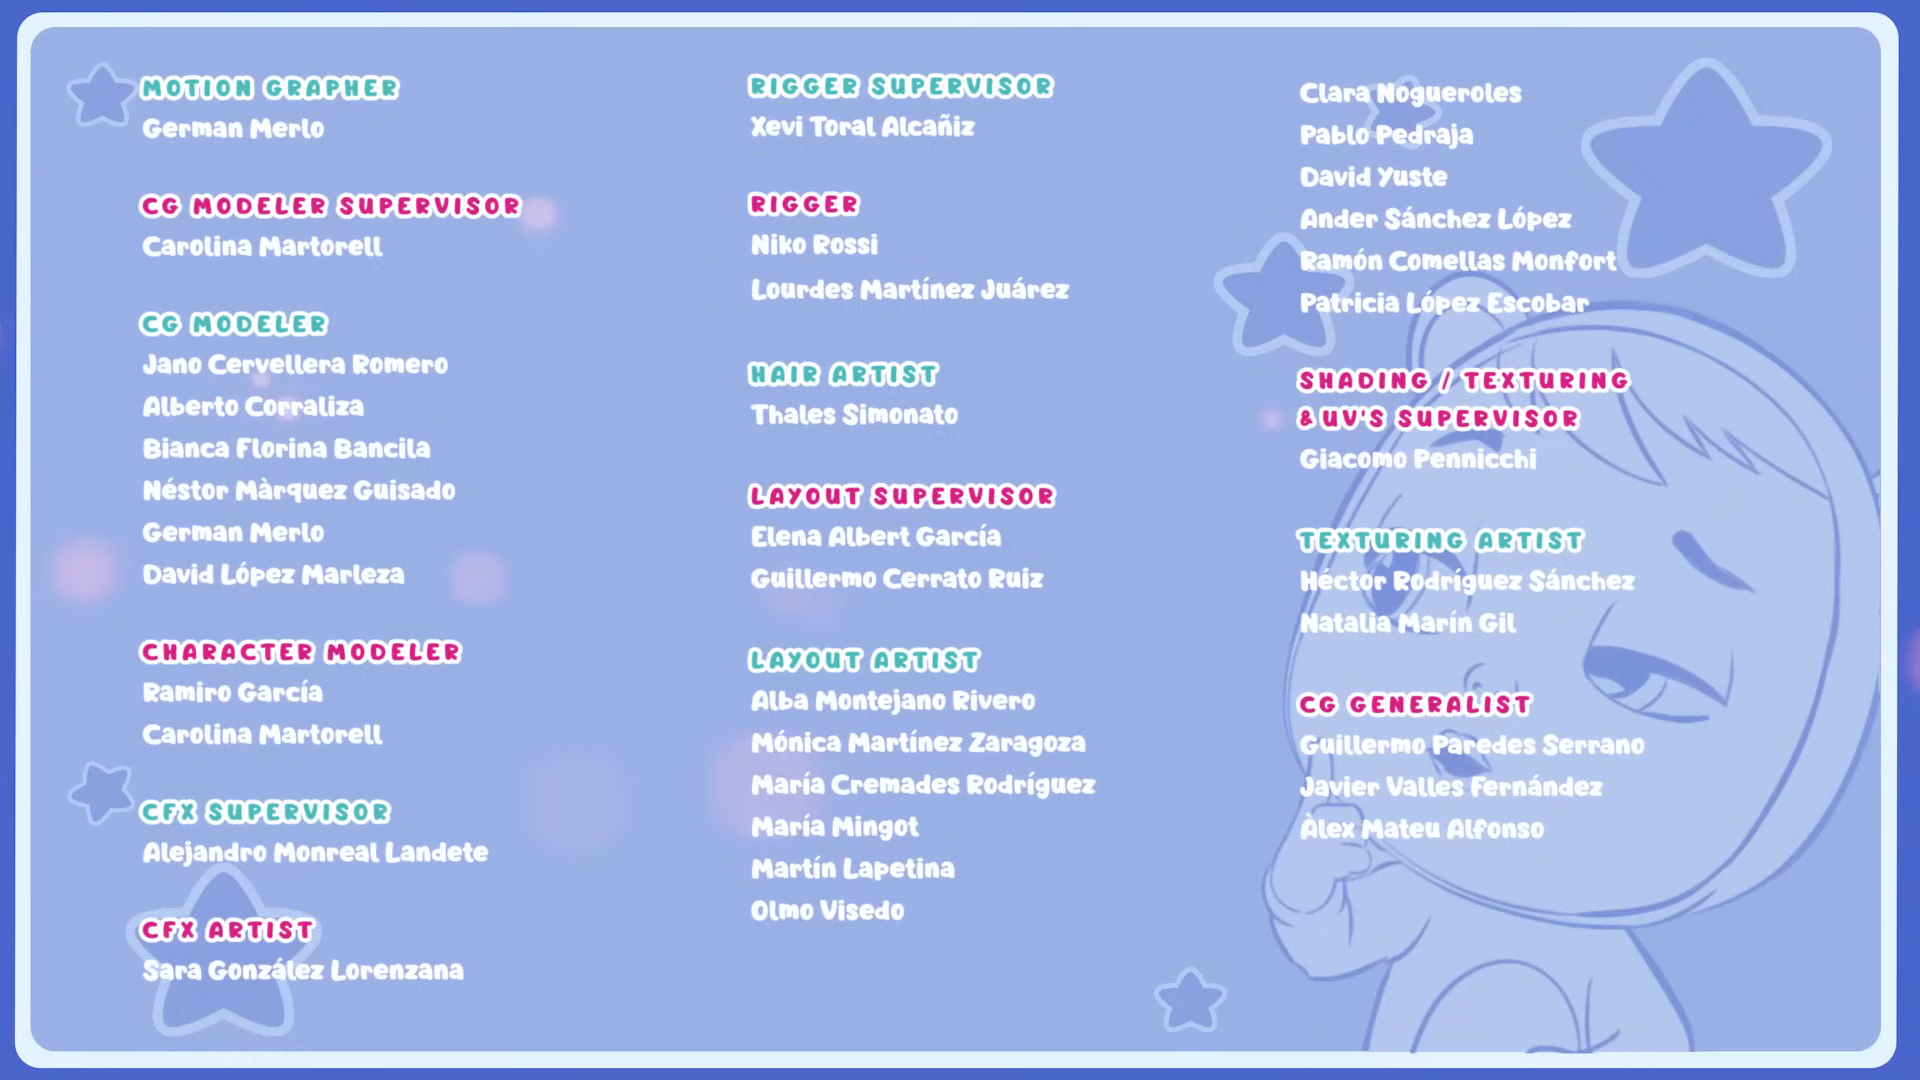 MOTION GRAPHER
German Merlo
CG MODELER SUPERVISOR
Carolina Martorell
CG MODELER
Jano Cervellera Romero
Alberto Corraliza
Bianca Florina Bancila
Néstor Màrquez Guisado
German Merlo
David López Marleza
CHARACTER MODELER
Ramiro García
Carolina Martorell
CFX SUPERVISOR
Alejandro Monreal Landete
CFX ARTIST
Sara González Lorenzana
RIGGER SUPERVISOR
Xevi Toral Alcañiz
RIGGER
Niko Rossi
Lourdes Martínez Juárez
HAIR ARTIST
Thales Simonato
LAYOUT SUPERVISOR
Elena Albert García
Guillermo Cerrato Ruiz
LAYOUT ARTIST
Alba Montejano Rivero
Mónica Martínez Zaragoza
María Cremades Rodríguez
María Mingot
Martín Lapetina
Olmo Visedo
Clara Nogueroles
Pablo Pedraja
David Yuste
Ander Sánchez López
Ramón Comellas Monfort
Patricia López Escobar
SHADING / TEXTURING
& UV'S SUPERVISOR
Giacomo Pennicchi
TEXTURING ARTIST
Héctor Rodríguez Sánchez
Natalia Marín Gil
CG GENERALIST
Guillermo Paredes Serrano
Javier Valles Fernández
Àlex Mateu Alfonso